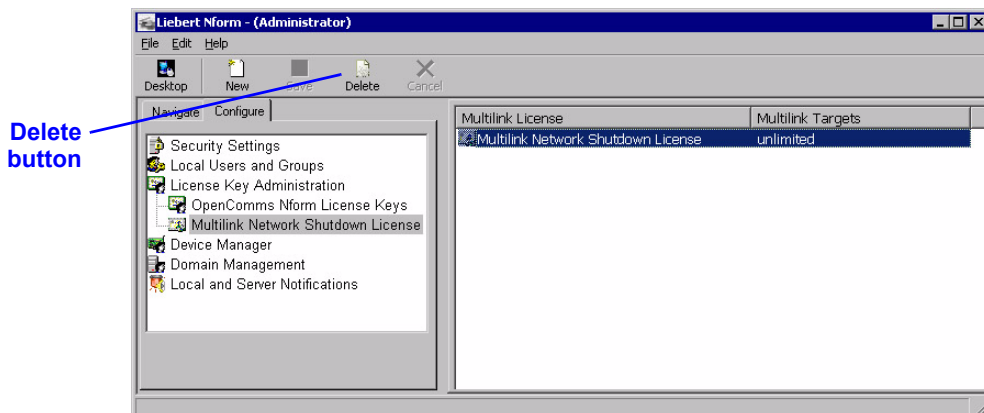 Liebert Nform - (Administrator)
File Edit Help
Desktop New Save Delete Cancel
Delete button
Navigate Configure
Security Settings
Local Users and Groups
License Key Administration
OpenComms Nform License Keys
Multilink Network Shutdown License
Device Manager
Domain Management
Local and Server Notifications
Multilink License Multilink Targets
Multilink Network Shutdown License unlimited